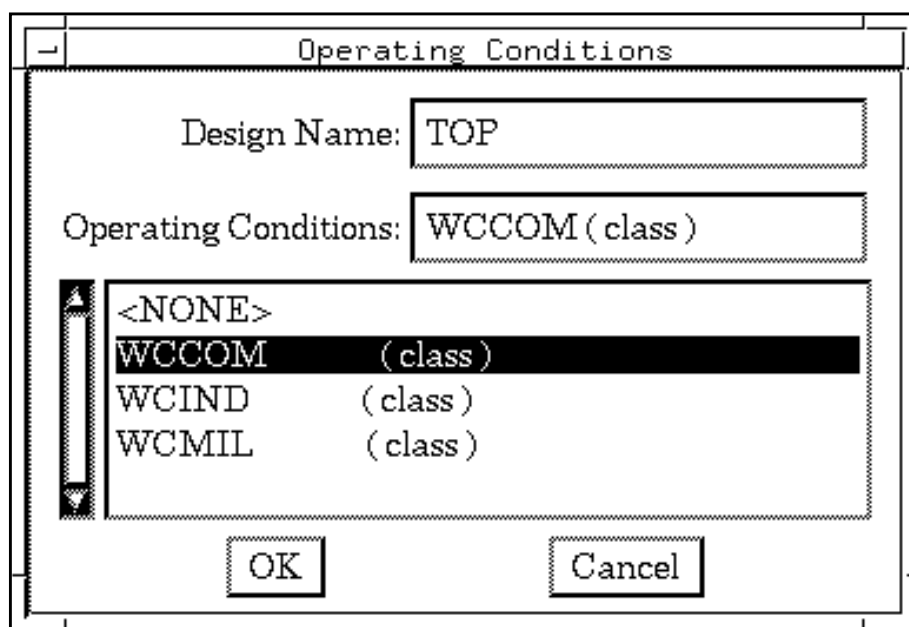 Operating Conditions
Design Name: TOP
Operating Conditions: WCCOM ( class )
<NONE>
WCCOM ( class )
WCIND ( class )
WCMIL ( class )
OK Cancel